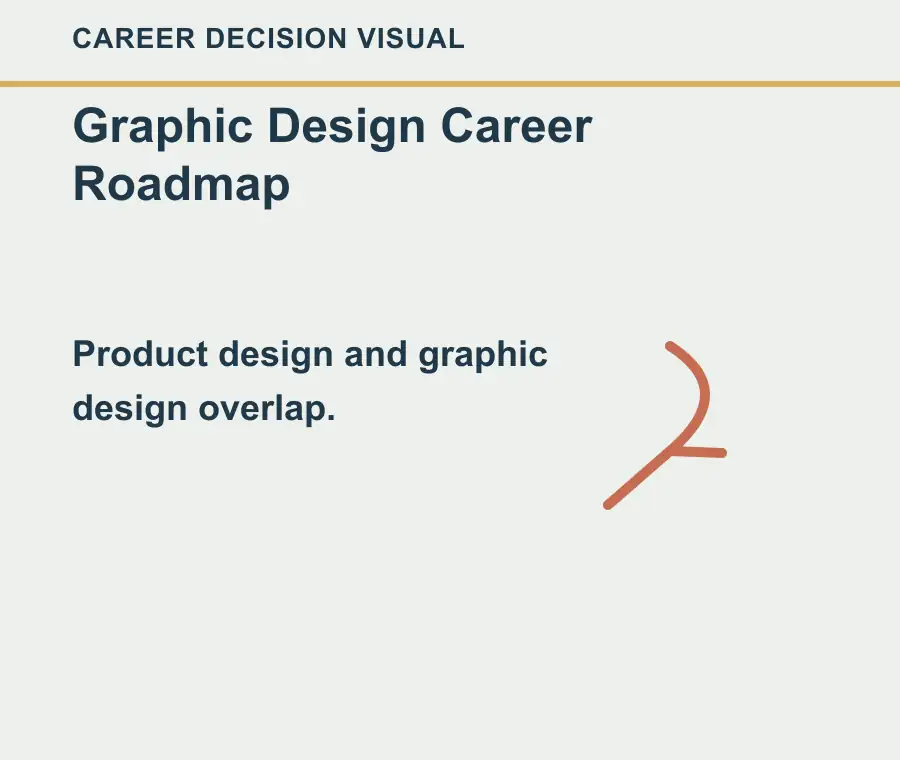 CAREER DECISION VISUAL
Graphic Design Career
Roadmap
Product design and graphic
design overlap.